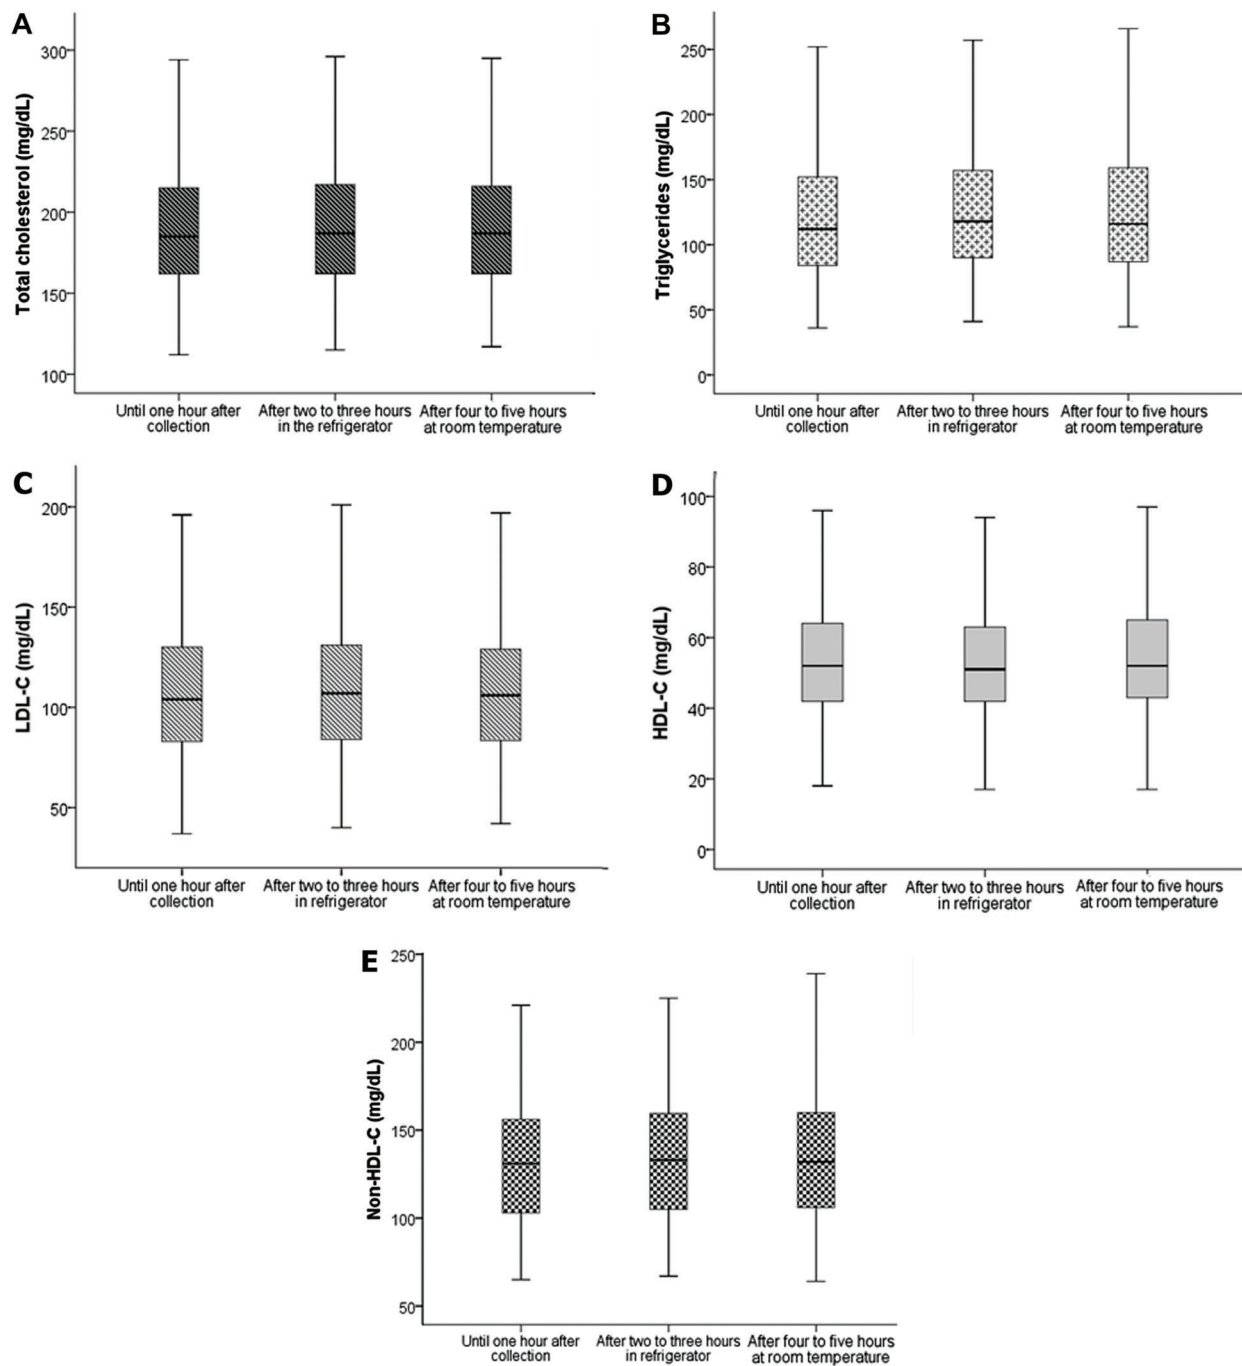 A
Total cholesterol (mg/dL)
300
250
200
150
100
Until one hour after
collection
After two to three hours
in the refrigerator
After four to five hours
at room temperature
B
Triglycerides (mg/dL)
250
200
150
100
50
0
Until one hour after
collection
After two to three hours
in refrigerator
After four to five hours
at room temperature
C
LDL-C (mg/dL)
200
150
100
50
Until one hour after
collection
After two to three hours
in refrigerator
After four to five hours
at room temperature
D
HDL-C (mg/dL)
100
80
60
40
20
0
Until one hour after
collection
After two to three hours
in refrigerator
After four to five hours
at room temperature
E
Non-HDL-C (mg/dL)
250
200
150
100
50
Until one hour after
collection
After two to three hours
in refrigerator
After four to five hours
at room temperature